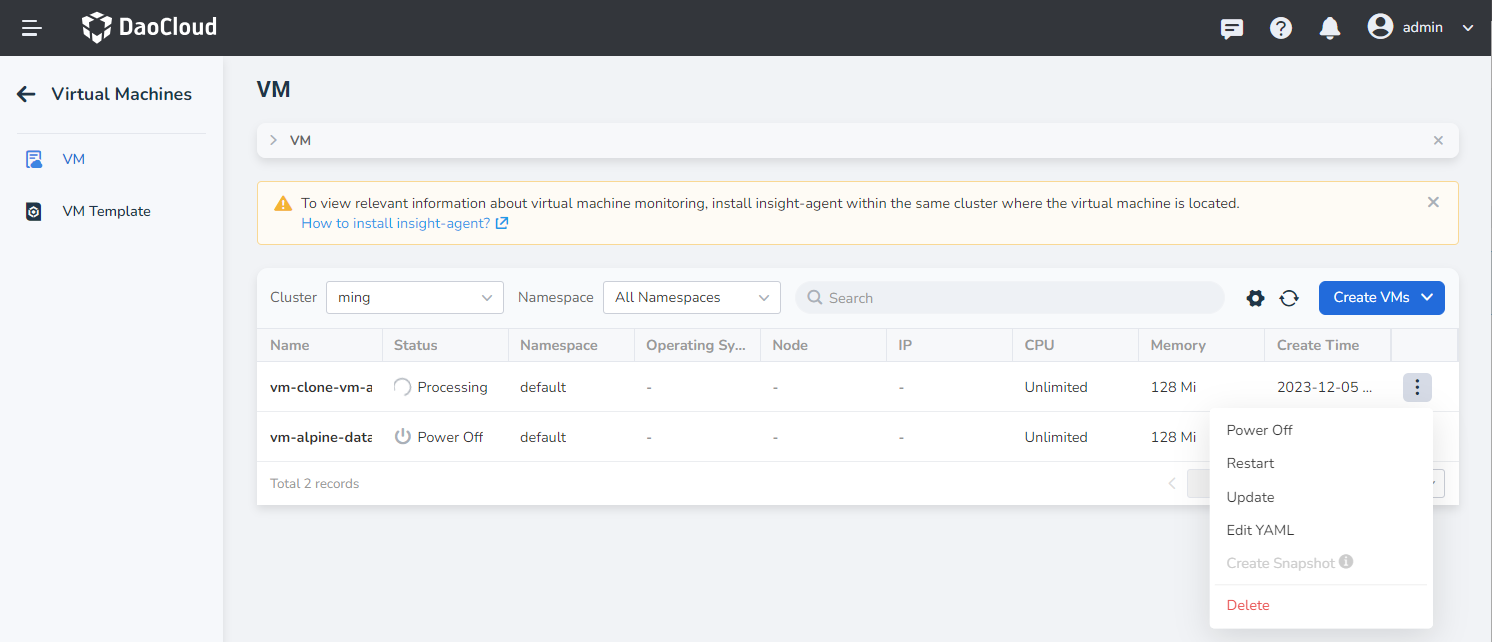 DaoCloud
admin
Virtual Machines
VM
VM Template
VM
VM
To view relevant information about virtual machine monitoring, install insight-agent within the same cluster where the virtual machine is located.
How to install insight-agent?
Cluster ming Namespace All Namespaces Search Create VMs
Name Status Namespace Operating Sy... Node IP CPU Memory Create Time
vm-clone-vm-a Processing default - - - Unlimited 128 Mi 2023-12-05 ...
vm-alpine-data Power Off default - - - Unlimited 128 Mi
Total 2 records
Power Off
Restart
Update
Edit YAML
Create Snapshot
Delete